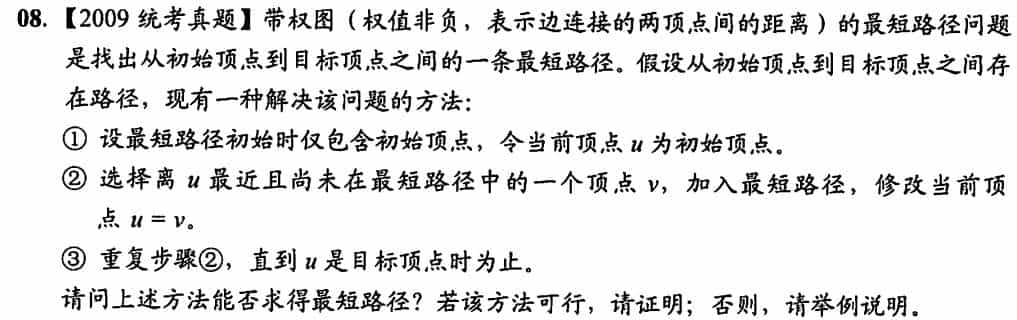 08.【2009 统考真题】带权图（权值非负，表示边连接的两顶点间的距离）的最短路径问题
是找出从初始顶点到目标顶点之间的一条最短路径。假设从初始顶点到目标顶点之间存
在路径，现有一种解决该问题的方法：
① 设最短路径初始时仅包含初始顶点，令当前顶点 u 为初始顶点。
② 选择离 u 最近且尚未在最短路径中的一个顶点 v，加入最短路径，修改当前顶
点 u = v。
③ 重复步骤②，直到 u 是目标顶点时为止。
请问上述方法能否求得最短路径？若该方法可行，请证明；否则，请举例说明。